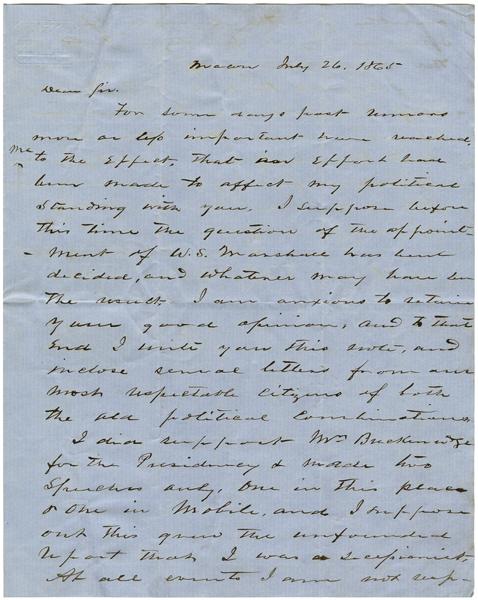 Macon July 26. 1865
Dear Sir.
For some days past rumors
more or less important have reached,
me
to the Effect, that an Effort have
been made to affect my political
Standing with you. I Suppose before
this time the question of the appoint-
-ment of W. S. Marshall has been
decided, and whatever may have been
the result I am anxious to retain
your good opinion, and to that
End I write you this note, and
inclose several letters from our
most respectable citizens of both
the old political Combinations.
I did support Mr Buckinridge
for the Presidency & made two
Speeches only, One in this place
& One in Mobile, and I suppose
out this grew the unfounded
report that I was a secessionist.
At all events I am not rep-